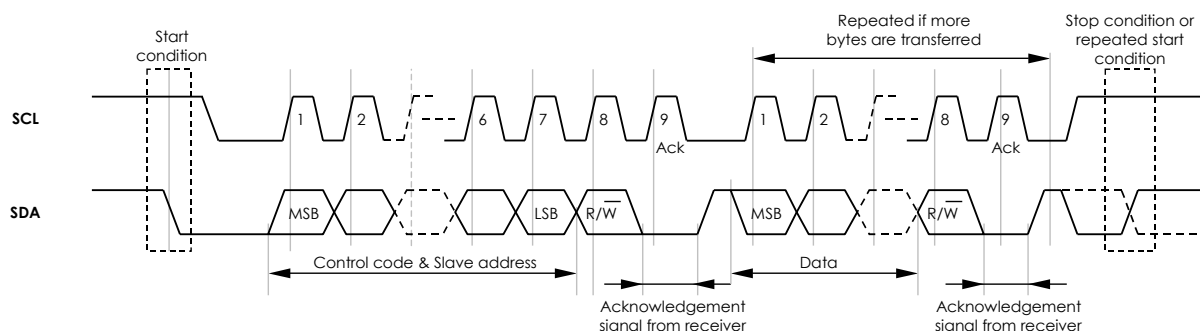 Start
condition
Repeated if more
bytes are transferred
Stop condition or
repeated start
condition
SCL
1 2 6 7 8 9 1 2 8 9
Ack Ack
SDA
MSB LSB R/W̅ MSB R/W̅
Control code & Slave address Data
Acknowledgement
signal from receiver
Acknowledgement
signal from receiver